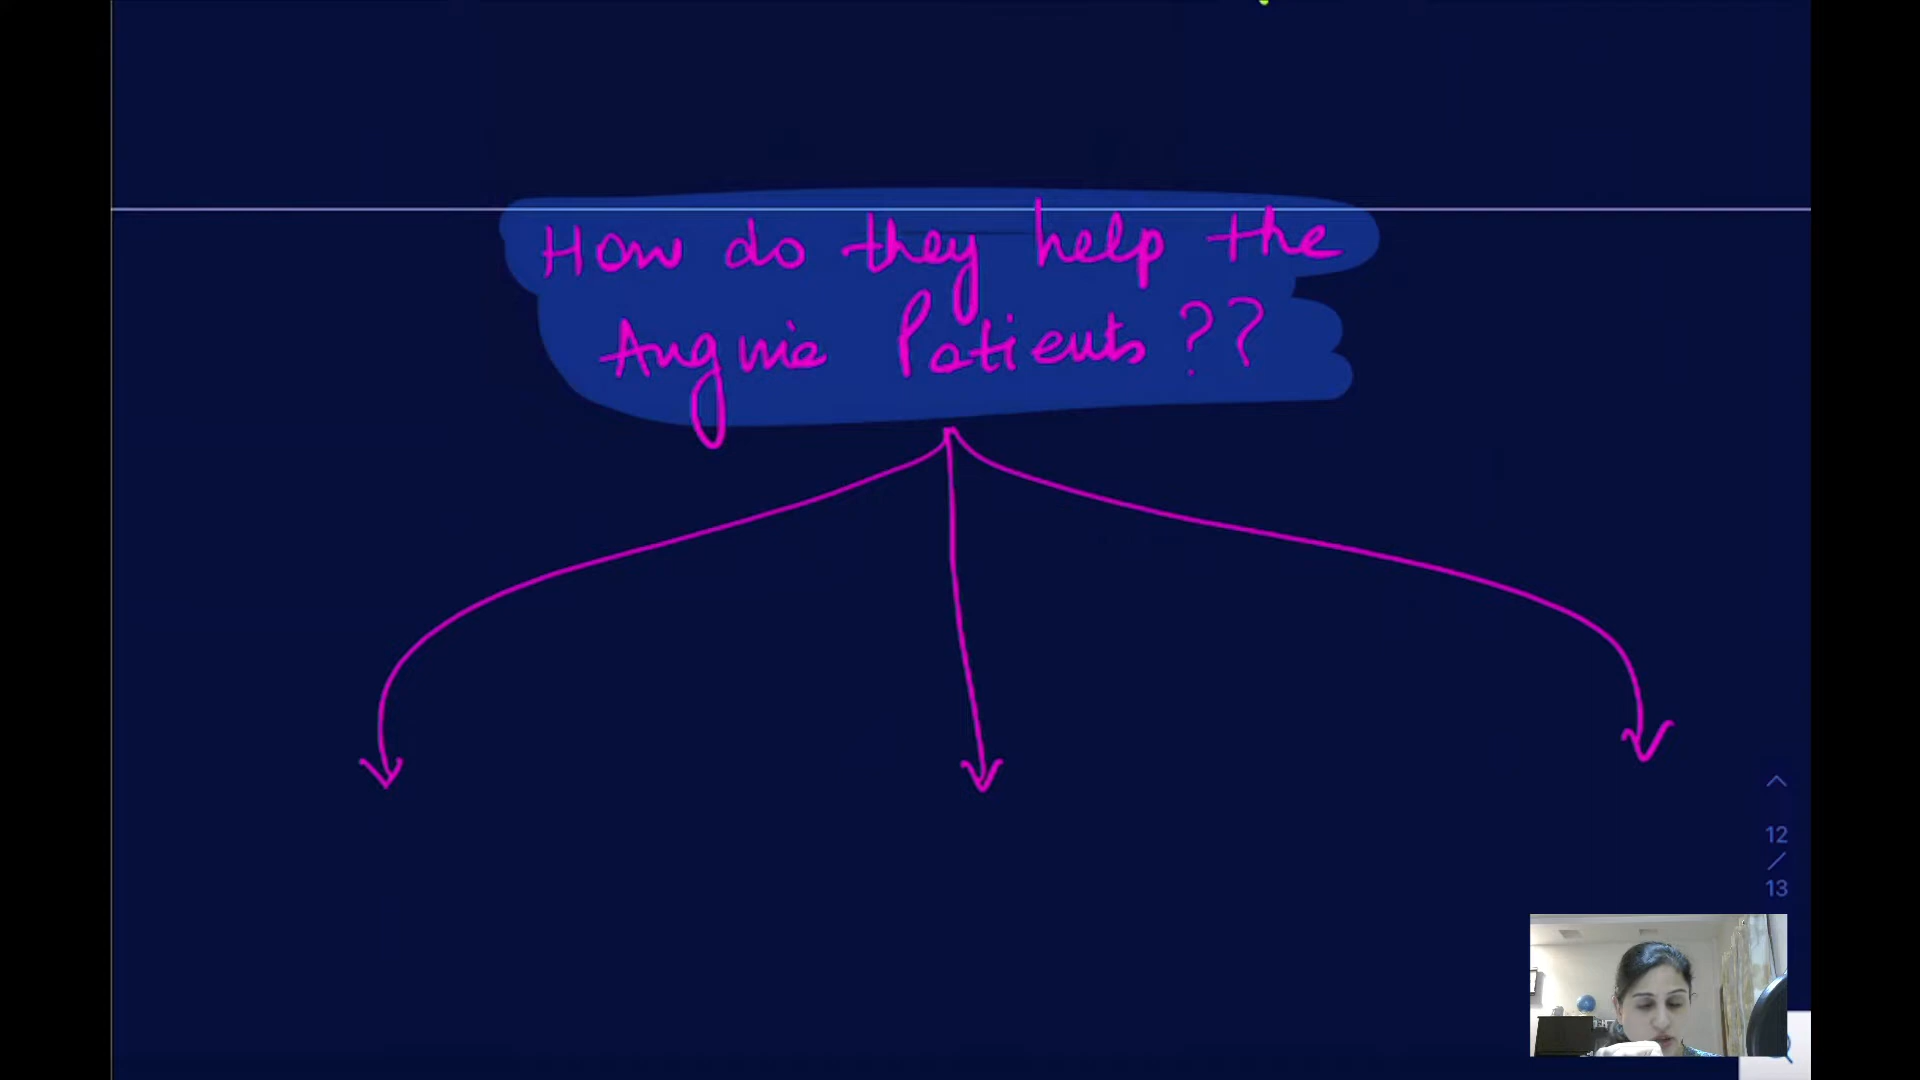 How do they help the
Angina Patients ??
12
/
13